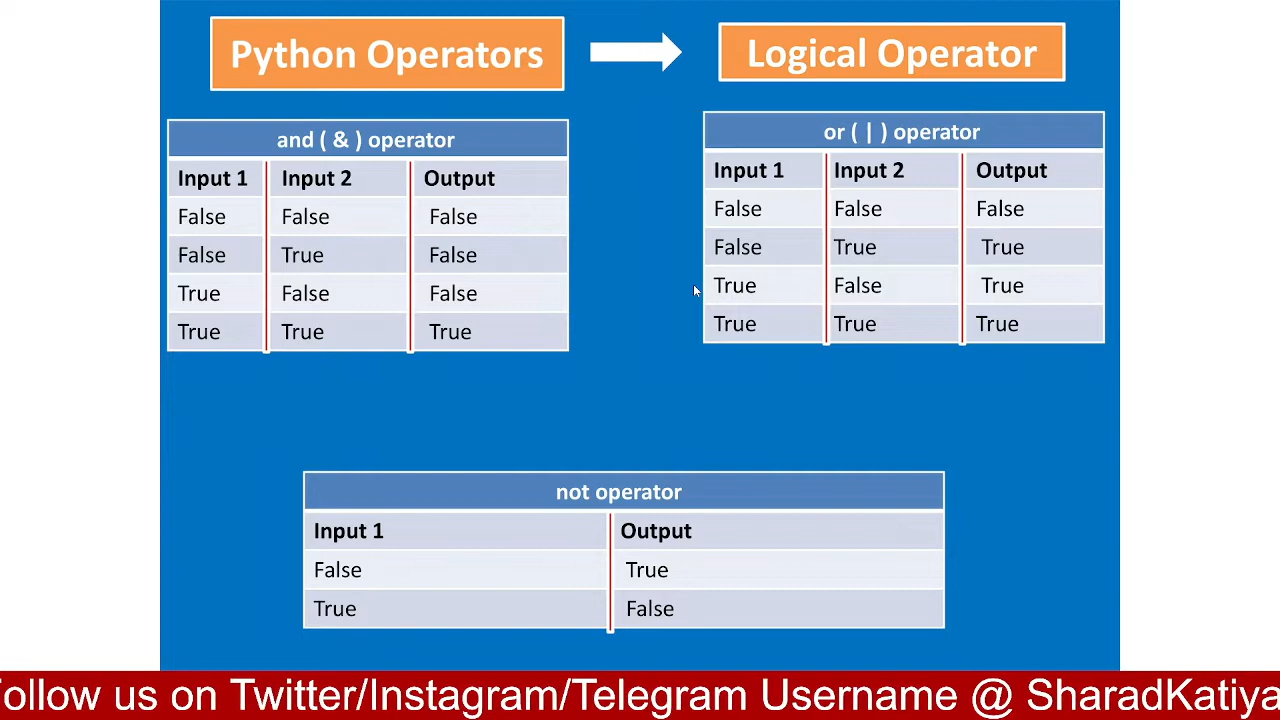 Python Operators
Logical Operator
and ( & ) operator
Input 1 Input 2 Output
False False False
False True False
True False False
True True True
or ( | ) operator
Input 1 Input 2 Output
False False False
False True True
True False True
True True True
not operator
Input 1 Output
False True
True False
ollow us on Twitter/Instagram/Telegram Username @ SharadKatiya